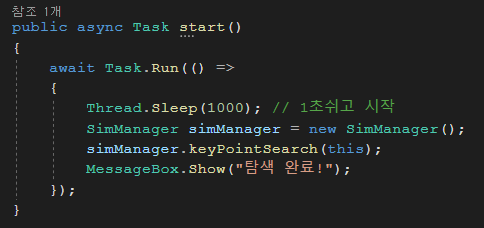 참조 1개
public async Task start()
{
await Task.Run(() =>
{
Thread.Sleep(1000); // 1초쉬고 시작
SimManager simManager = new SimManager();
simManager.keyPointSearch(this);
MessageBox.Show("탐색 완료!");
});
}